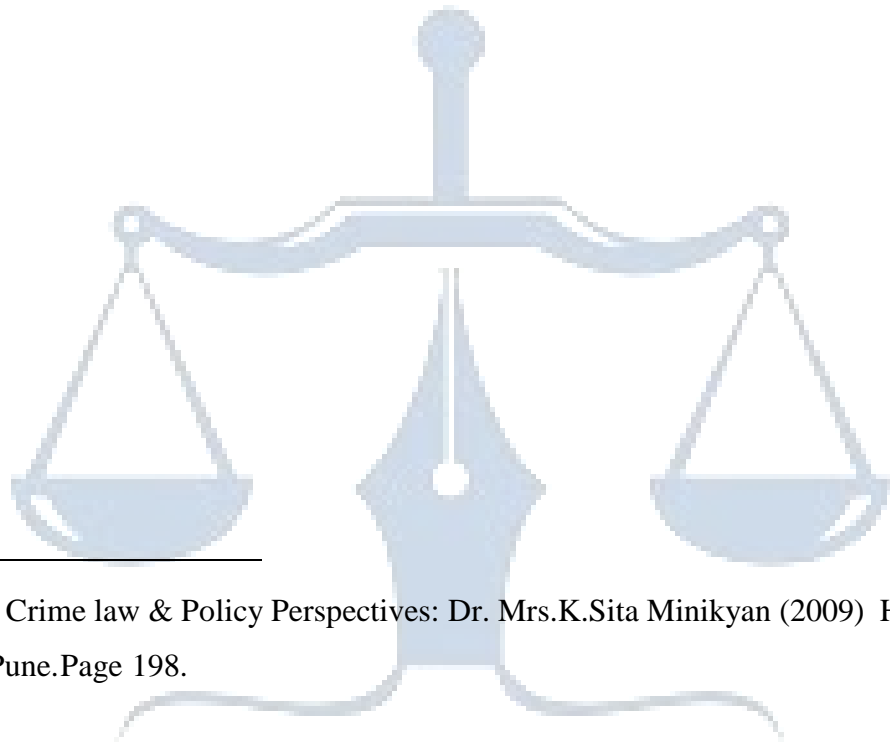 Crime law & Policy Perspectives: Dr. Mrs.K.Sita Minikyan (2009) H
Pune.Page 198.